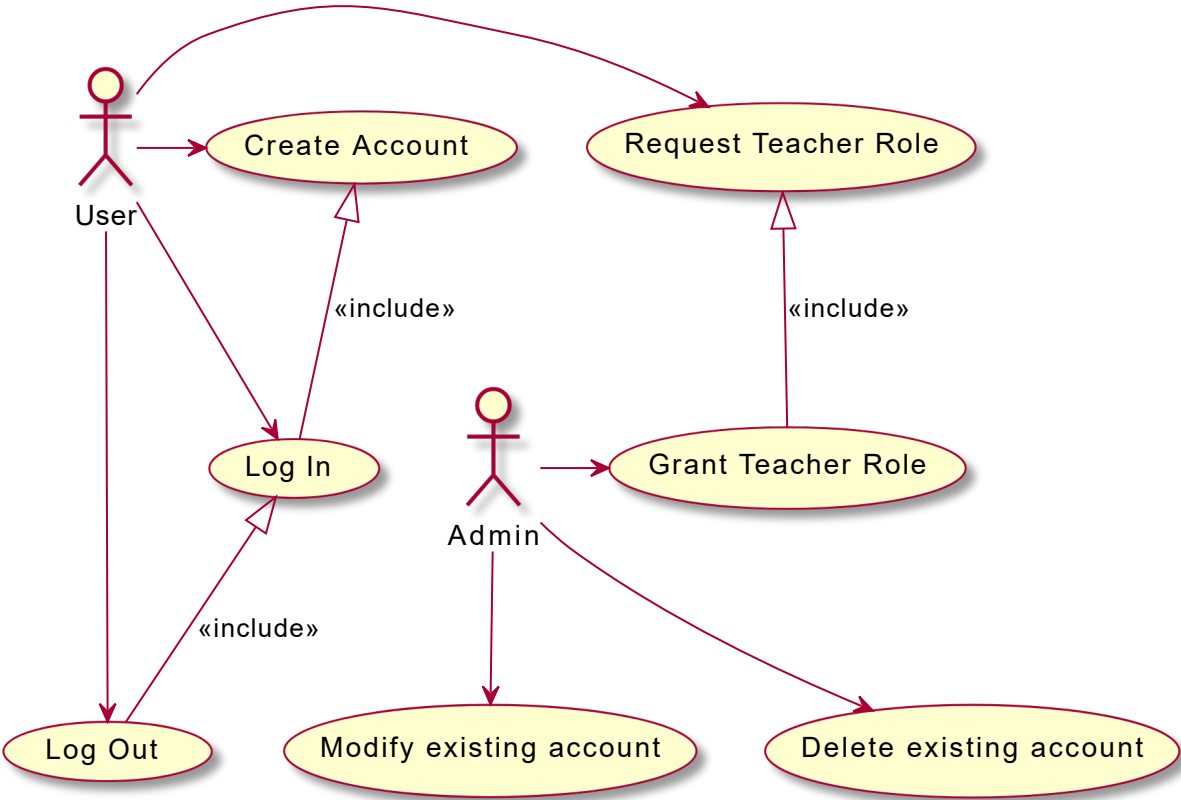 Create Account
Request Teacher Role
User
«include»
«include»
Log In
Grant Teacher Role
Admin
«include»
Log Out
Modify existing account
Delete existing account